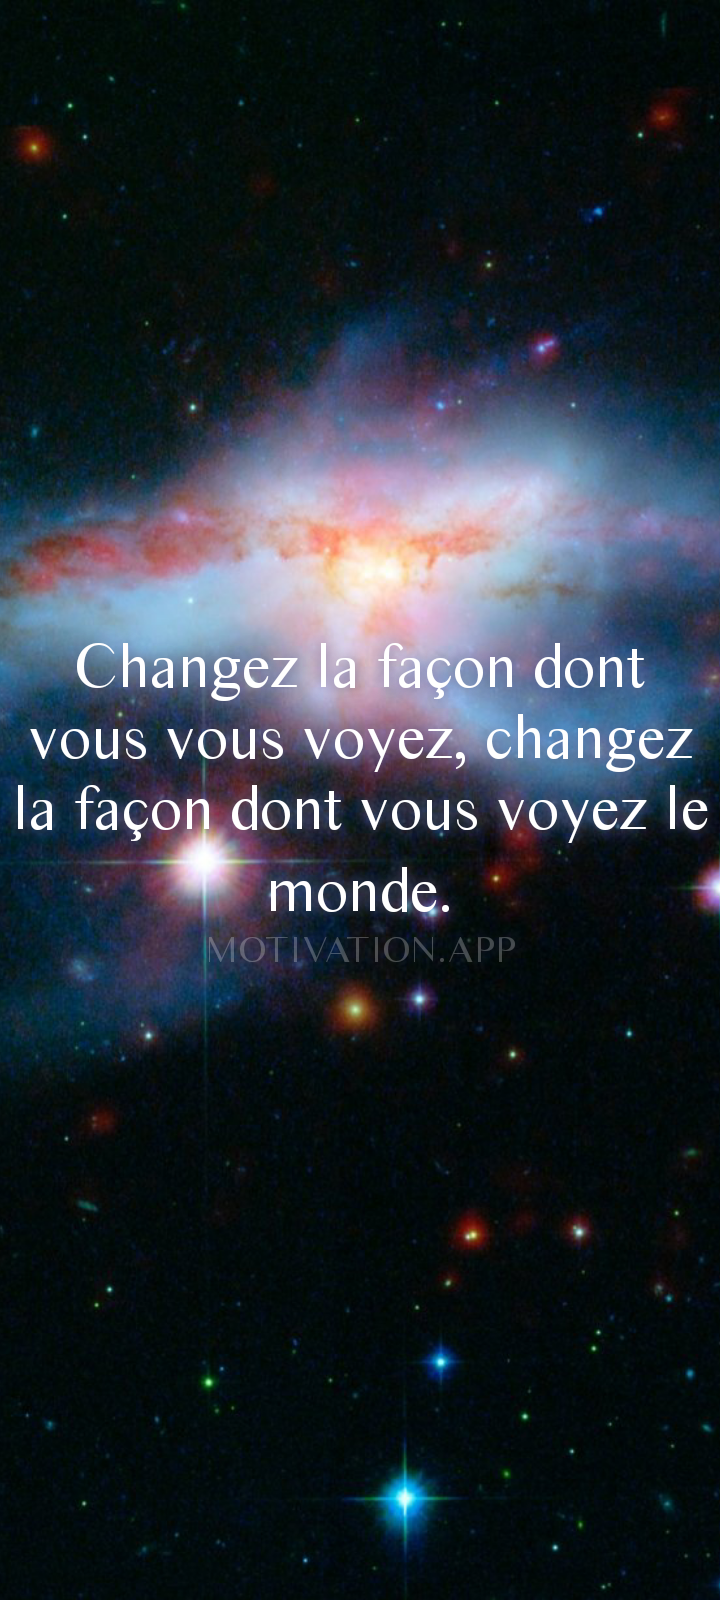 Changez la façon dont
vous vous voyez, changez
la façon dont vous voyez le
monde.
MOTIVATION.APP